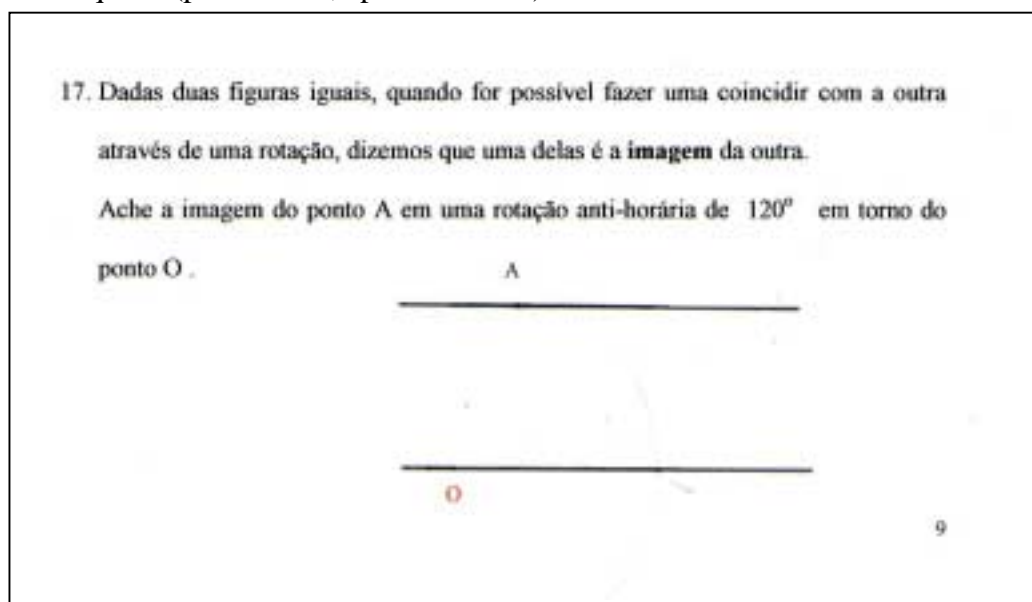 17. Dadas duas figuras iguais, quando for possível fazer uma coincidir com a outra
através de uma rotação, dizemos que uma delas é a imagem da outra.
Ache a imagem do ponto A em uma rotação anti-horária de 120º em torno do
ponto O .
A
O
9